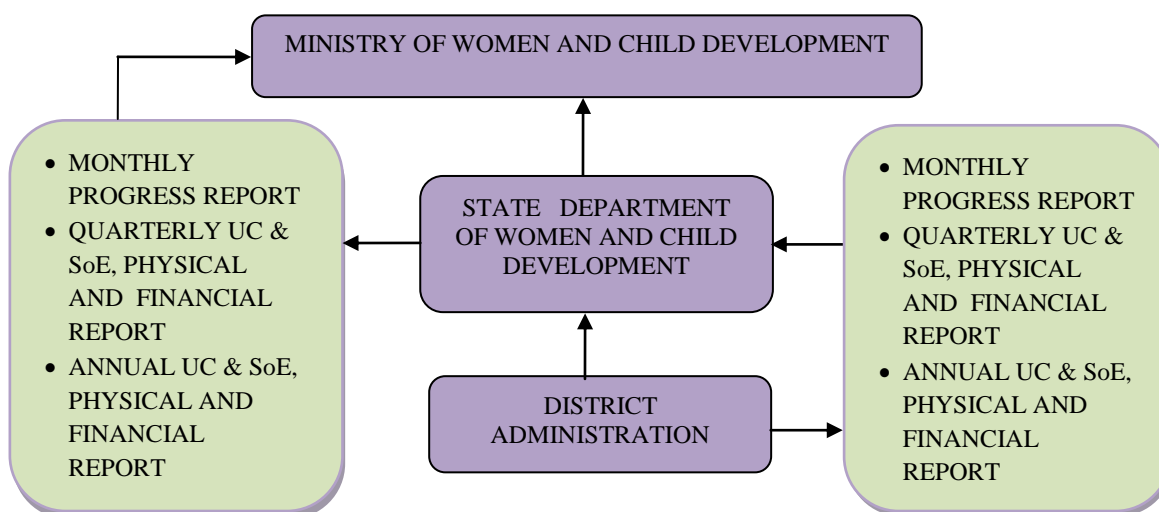 MINISTRY OF WOMEN AND CHILD DEVELOPMENT
• MONTHLY
PROGRESS REPORT
• QUARTERLY UC &
SoE, PHYSICAL
AND FINANCIAL
REPORT
• ANNUAL UC & SoE,
PHYSICAL AND
FINANCIAL
REPORT
STATE DEPARTMENT
OF WOMEN AND CHILD
DEVELOPMENT
DISTRICT
ADMINISTRATION
• MONTHLY
PROGRESS REPORT
• QUARTERLY UC &
SoE, PHYSICAL
AND FINANCIAL
REPORT
• ANNUAL UC & SoE,
PHYSICAL AND
FINANCIAL
REPORT